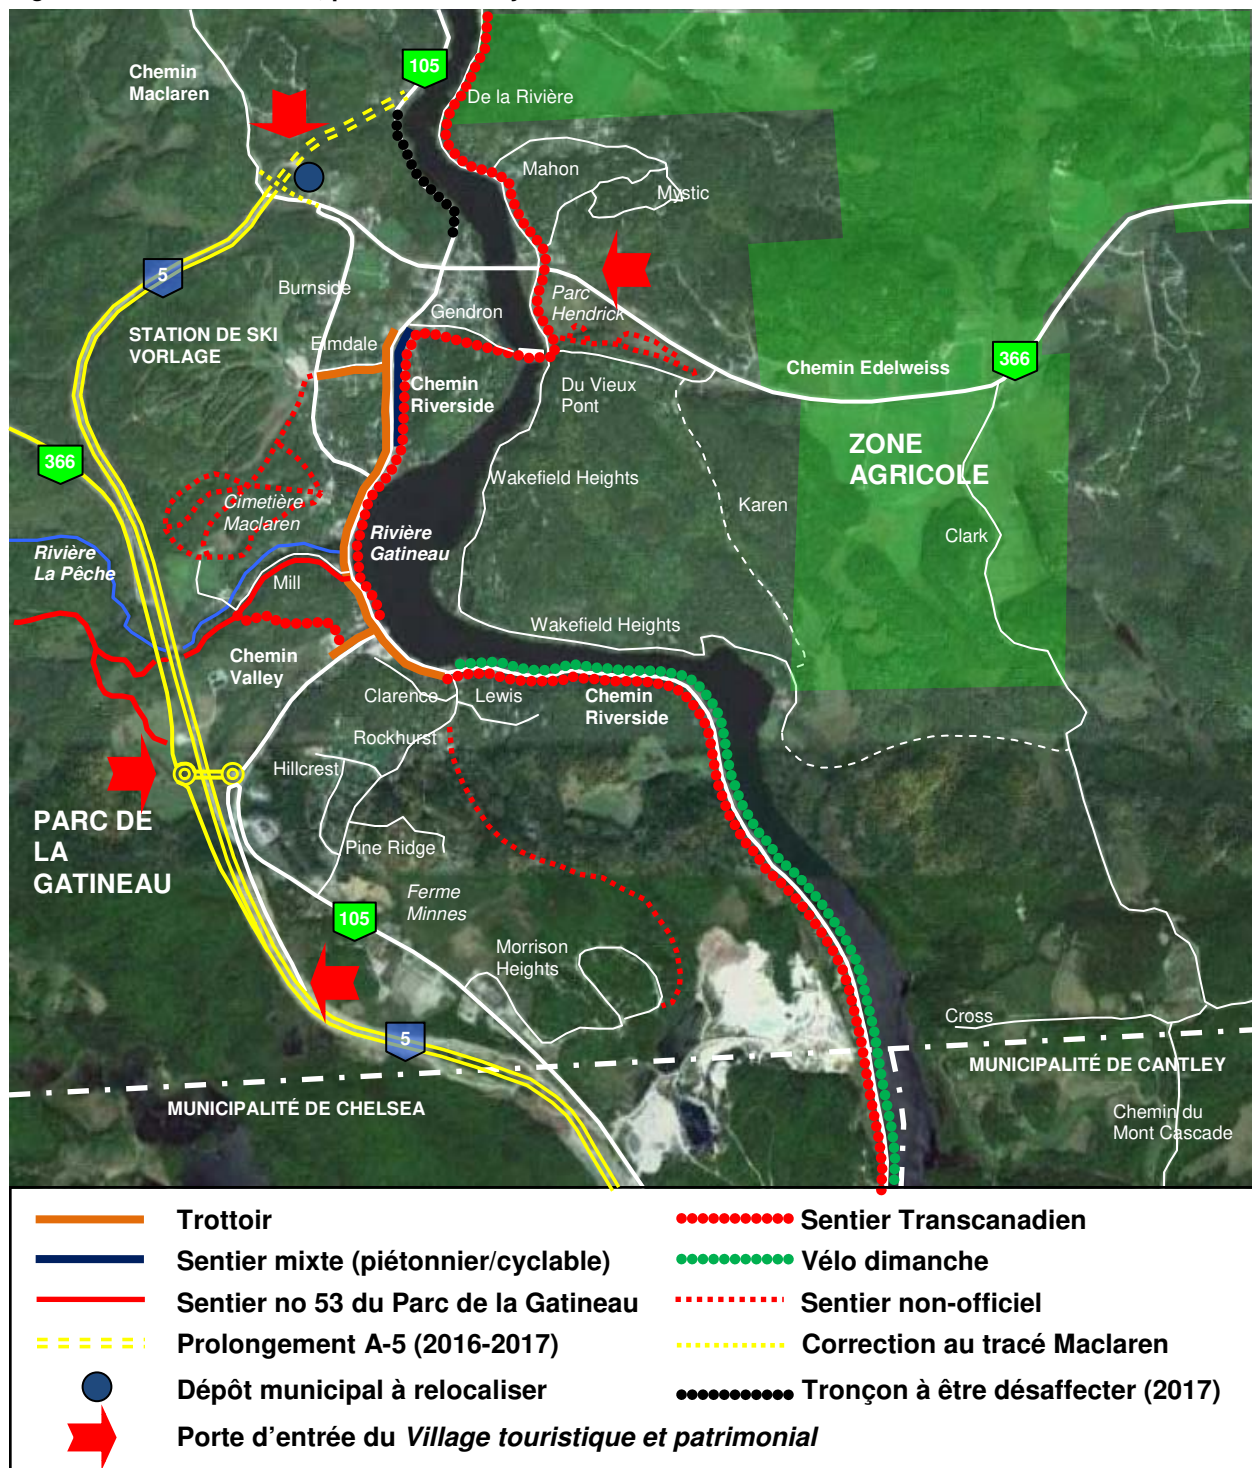 Chemin
Maclaren
105
De la Rivière
Mahon
Mystic
5
Burnside
Gendron
Parc
Hendrick
STATION DE SKI
VORLAGE
Elmdale
Chemin
Riverside
Du Vieux
Pont
Chemin Edelweiss
366
ZONE
AGRICOLE
366
Wakefield Heights
Karen
Cimetière
Maclaren
Rivière
Gatineau
Clark
Rivière
La Pêche
Mill
Wakefield Heights
Chemin
Valley
Clarence
Lewis
Chemin
Riverside
Rockhurst
Hillcrest
PARC DE
LA
GATINEAU
Pine Ridge
Ferme
Minnes
105
Morrison
Heights
5
Cross
MUNICIPALITÉ DE CANTLEY
MUNICIPALITÉ DE CHELSEA
Chemin du
Mont Cascade
Trottoir
Sentier Transcanadien
Sentier mixte (piétonnier/cyclable)
Vélo dimanche
Sentier no 53 du Parc de la Gatineau
Sentier non-officiel
Prolongement A-5 (2016-2017)
Correction au tracé Maclaren
Dépôt municipal à relocaliser
Tronçon à être désaffecter (2017)
Porte d'entrée du Village touristique et patrimonial